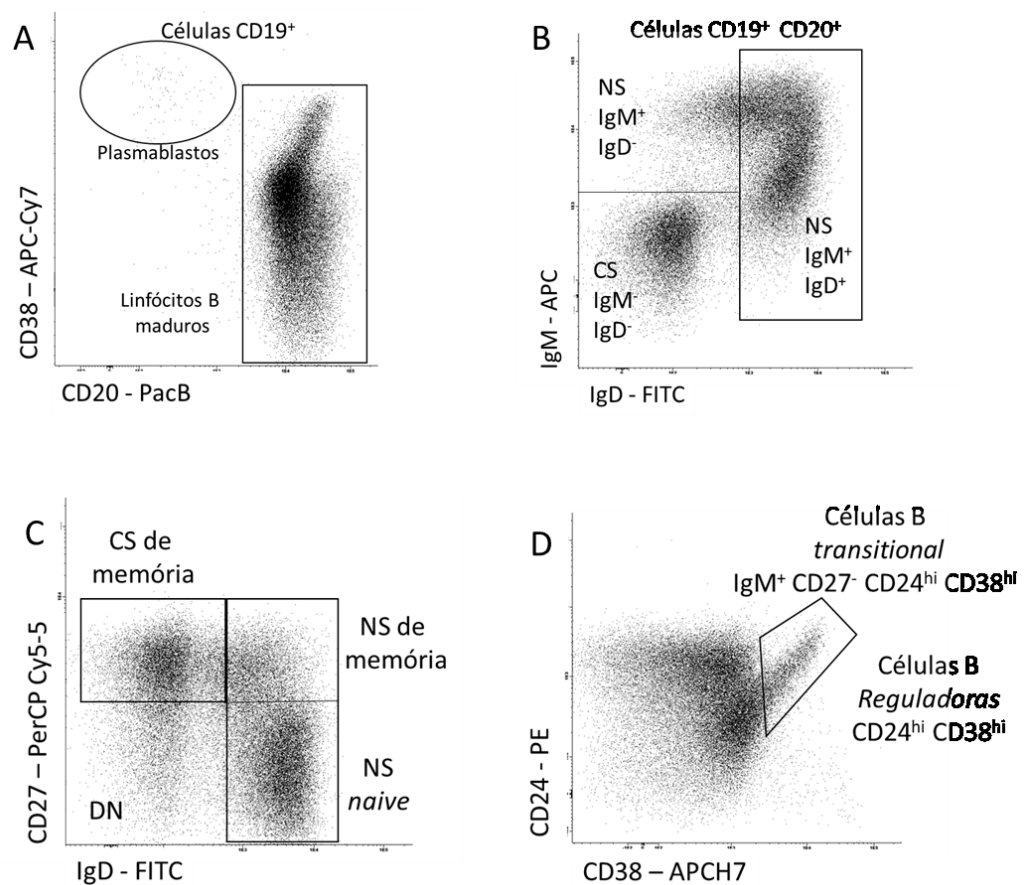 A
Células CD19⁺
Plasmablastos
Linfócitos B
maduros
CD38 – APC-Cy7
CD20 - PacB
B
Células CD19⁺ CD20⁺
NS
IgM⁺
IgD⁻
NS
IgM⁺
IgD⁺
CS
IgM⁻
IgD⁻
IgM - APC
IgD - FITC
C
CS de
memória
NS de
memória
NS
naive
DN
CD27 – PerCP Cy5-5
IgD - FITC
D
Células B
transitional
IgM⁺ CD27⁻ CD24ʰⁱ CD38ʰⁱ
Células B
Reguladoras
CD24ʰⁱ CD38ʰⁱ
CD24 - PE
CD38 – APCH7